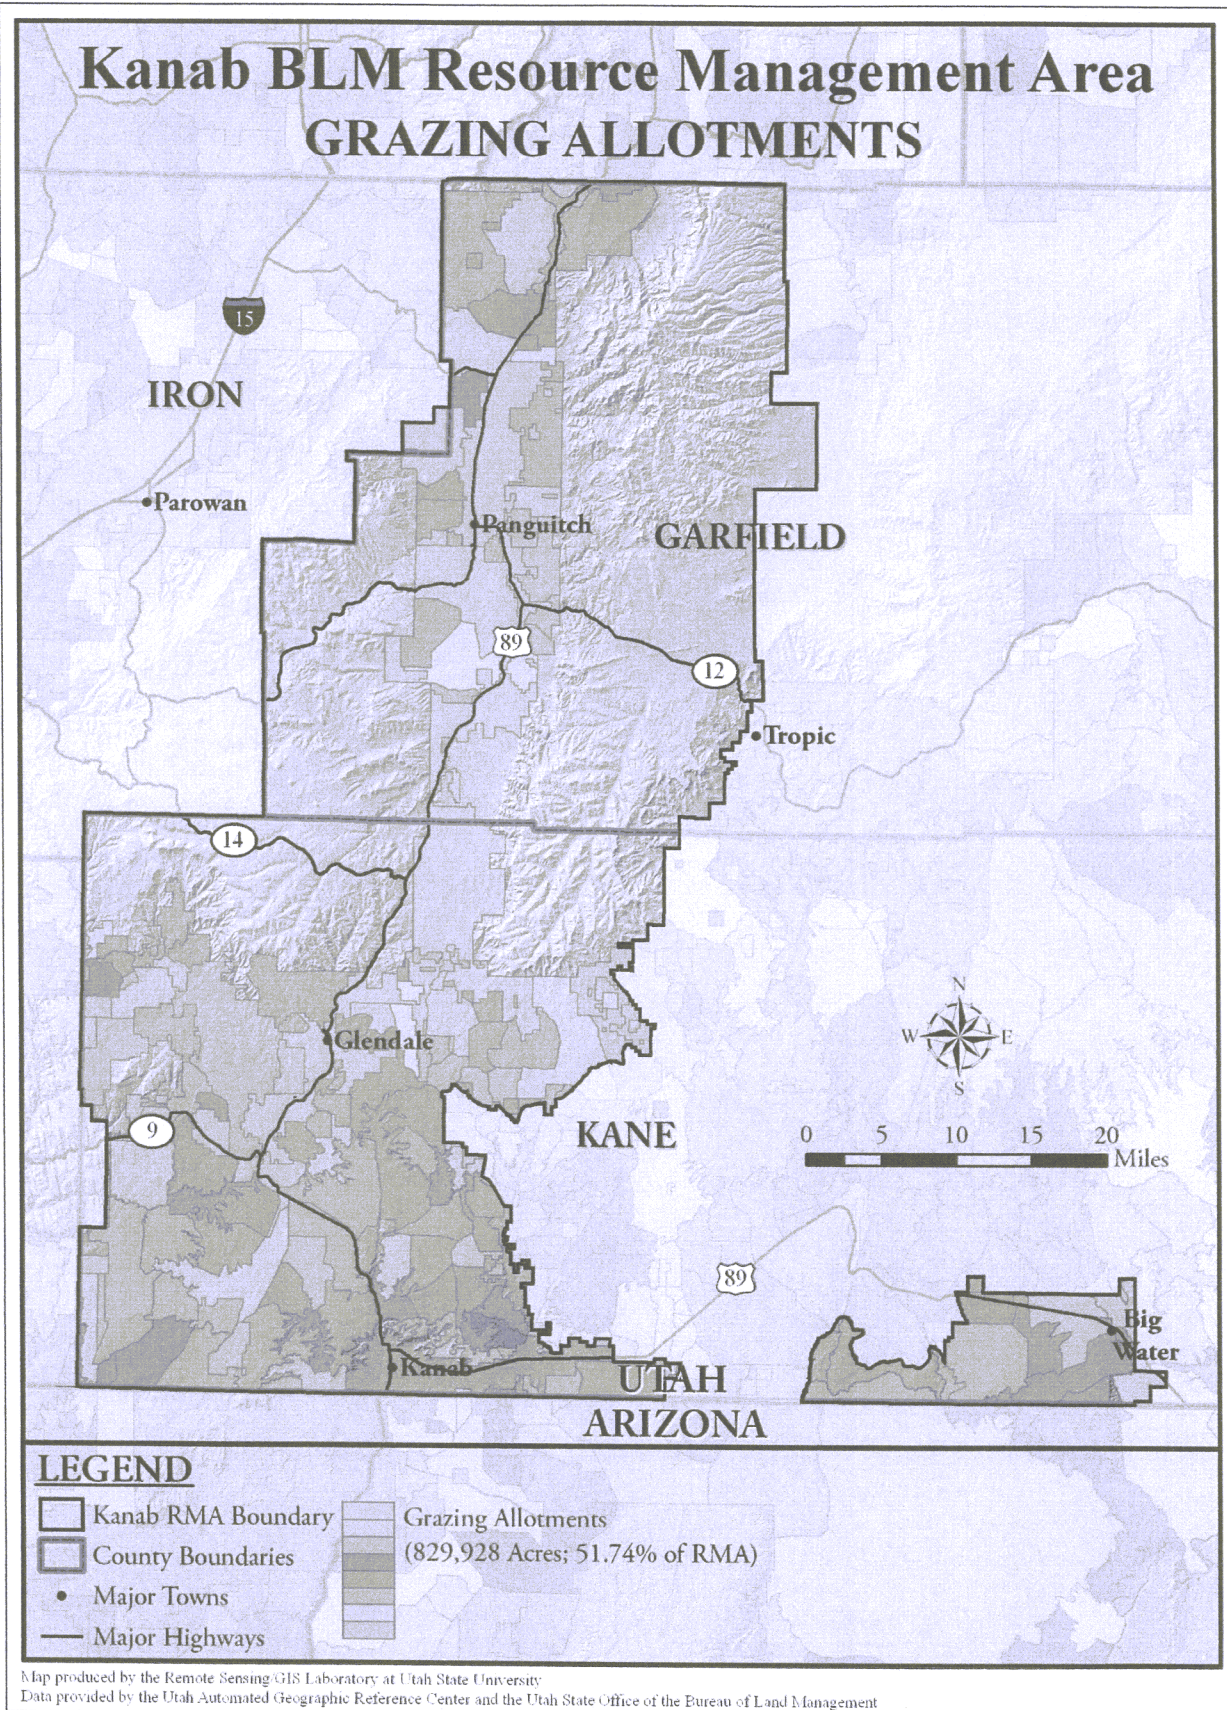 Kanab BLM Resource Management Area
GRAZING ALLOTMENTS
15
IRON
Parowan
Panguitch
GARFIELD
89
12
Tropic
14
N
W E
S
Glendale
KANE
9
0 5 10 15 20
Miles
89
Big
Water
Kanab
UTAH
ARIZONA
LEGEND
Kanab RMA Boundary
County Boundaries
Major Towns
Major Highways
Grazing Allotments
(829,928 Acres; 51.74% of RMA)
Map produced by the Remote Sensing/GIS Laboratory at Utah State University
Data provided by the Utah Automated Geographic Reference Center and the Utah State Office of the Bureau of Land Management